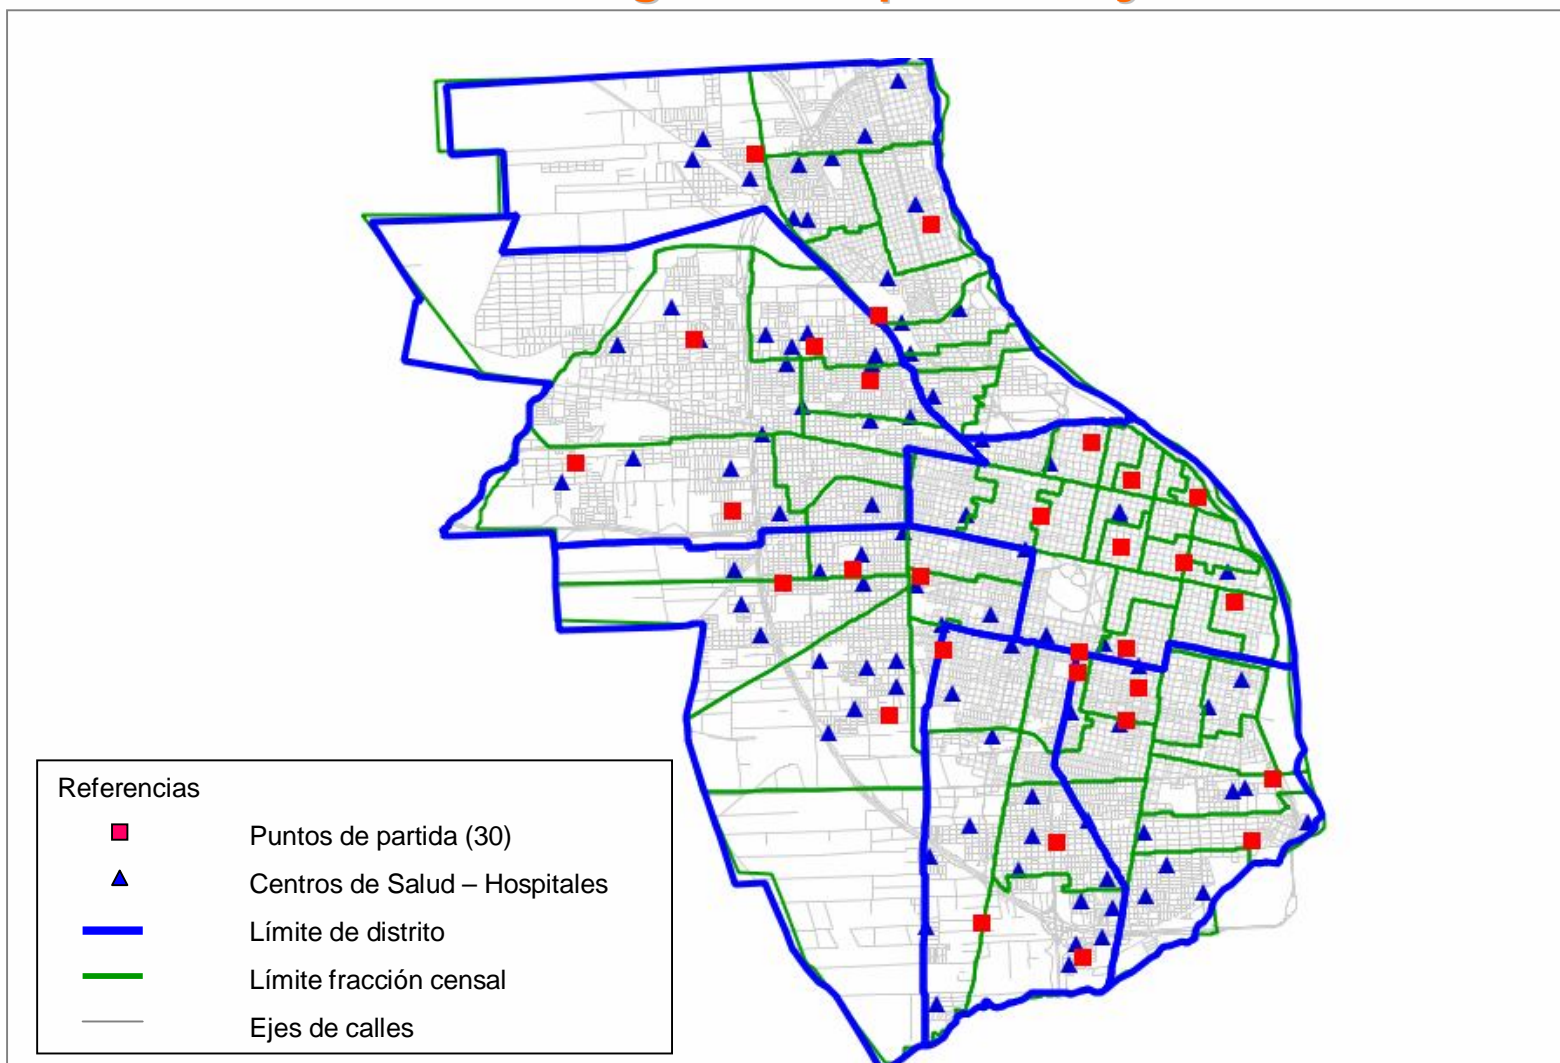 Referencias
Puntos de partida (30)
Centros de Salud – Hospitales
Límite de distrito
Límite fracción censal
Ejes de calles